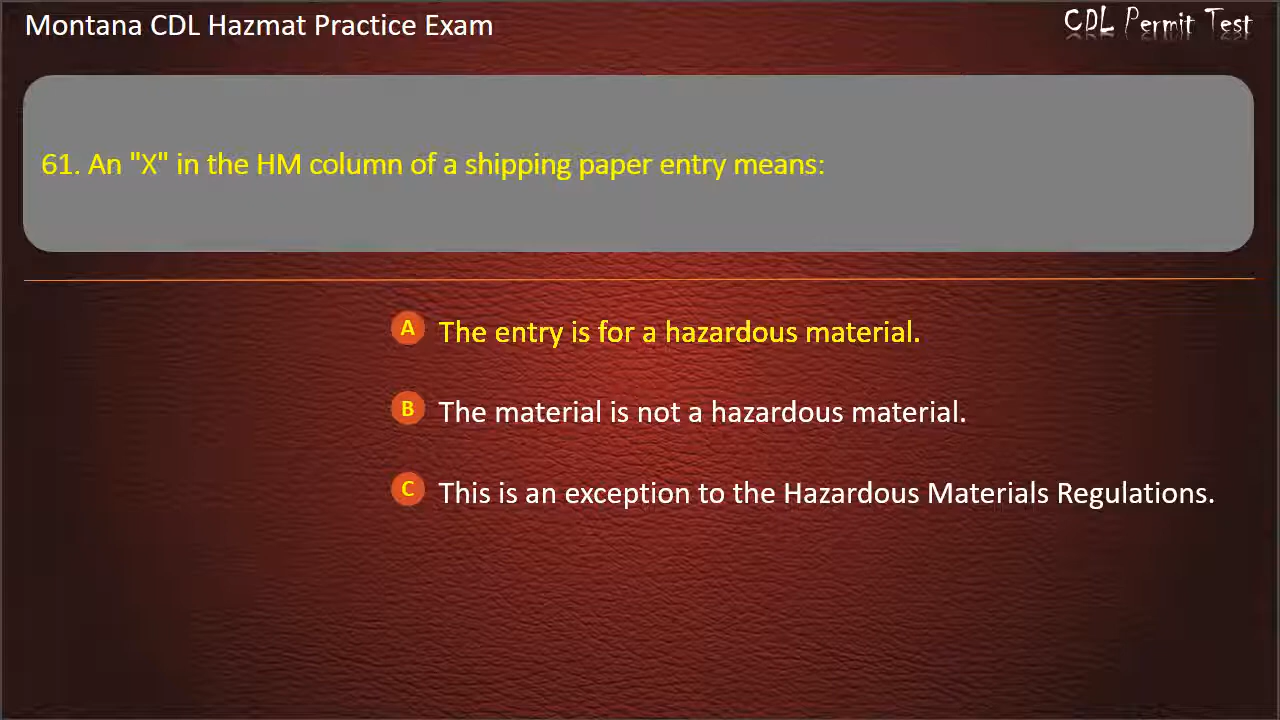 Montana CDL Hazmat Practice Exam
CDL Permit Test
61. An "X" in the HM column of a shipping paper entry means:
A The entry is for a hazardous material.
B The material is not a hazardous material.
C This is an exception to the Hazardous Materials Regulations.